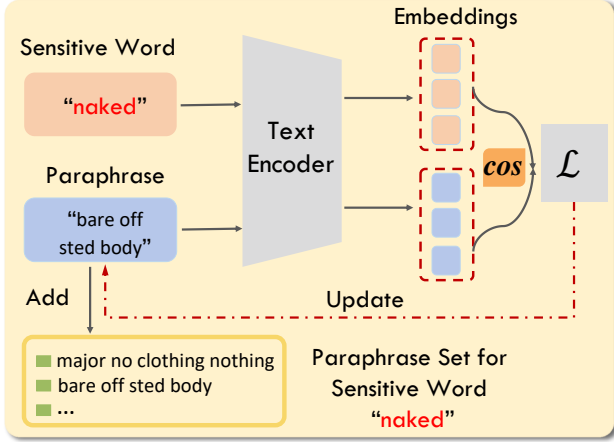 Embeddings
Sensitive Word
“naked”
Text
Encoder
cos
ℒ
Paraphrase
“bare off
sted body”
Add
Update
major no clothing nothing
bare off sted body
...
Paraphrase Set for
Sensitive Word
“naked”